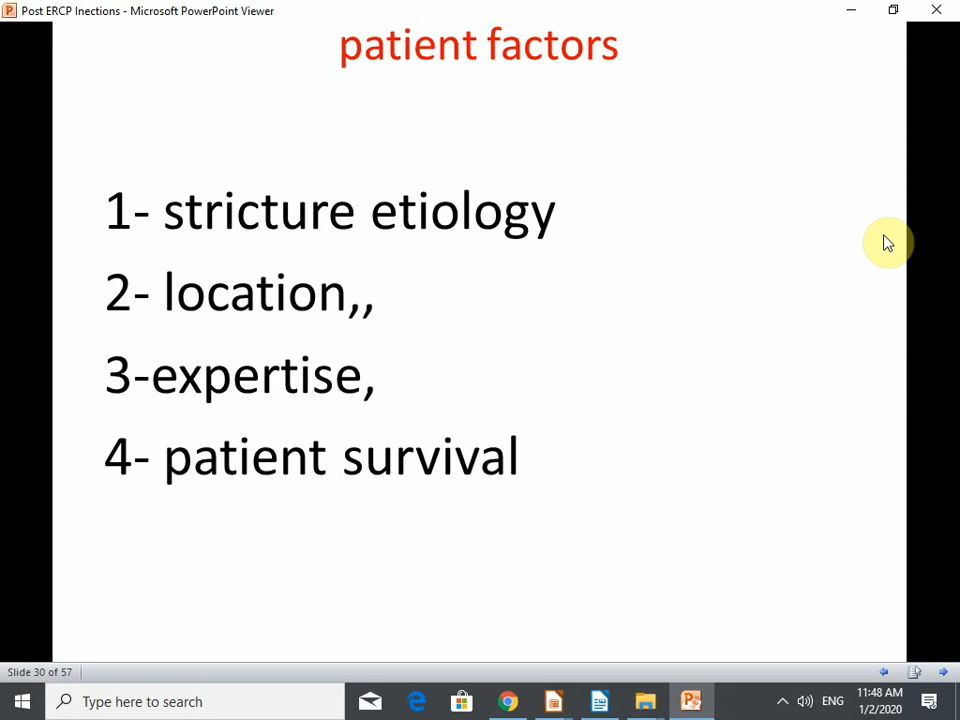 Post ERCP Inections - Microsoft PowerPoint Viewer
patient factors
1- stricture etiology
2- location,,
3-expertise,
4- patient survival
Slide 30 of 57
Type here to search
ENG
11:48 AM
1/2/2020